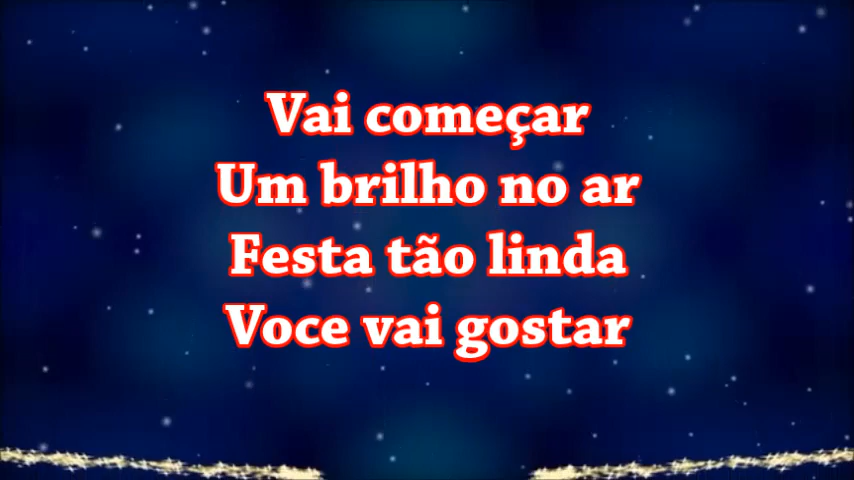 Vai começar
Um brilho no ar
Festa tão linda
Voce vai gostar